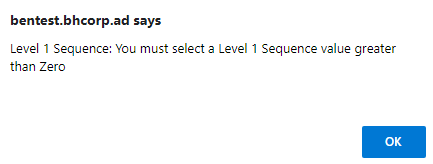 bentest.bhcorp.ad says
Level 1 Sequence: You must select a Level 1 Sequence value greater
than Zero
OK